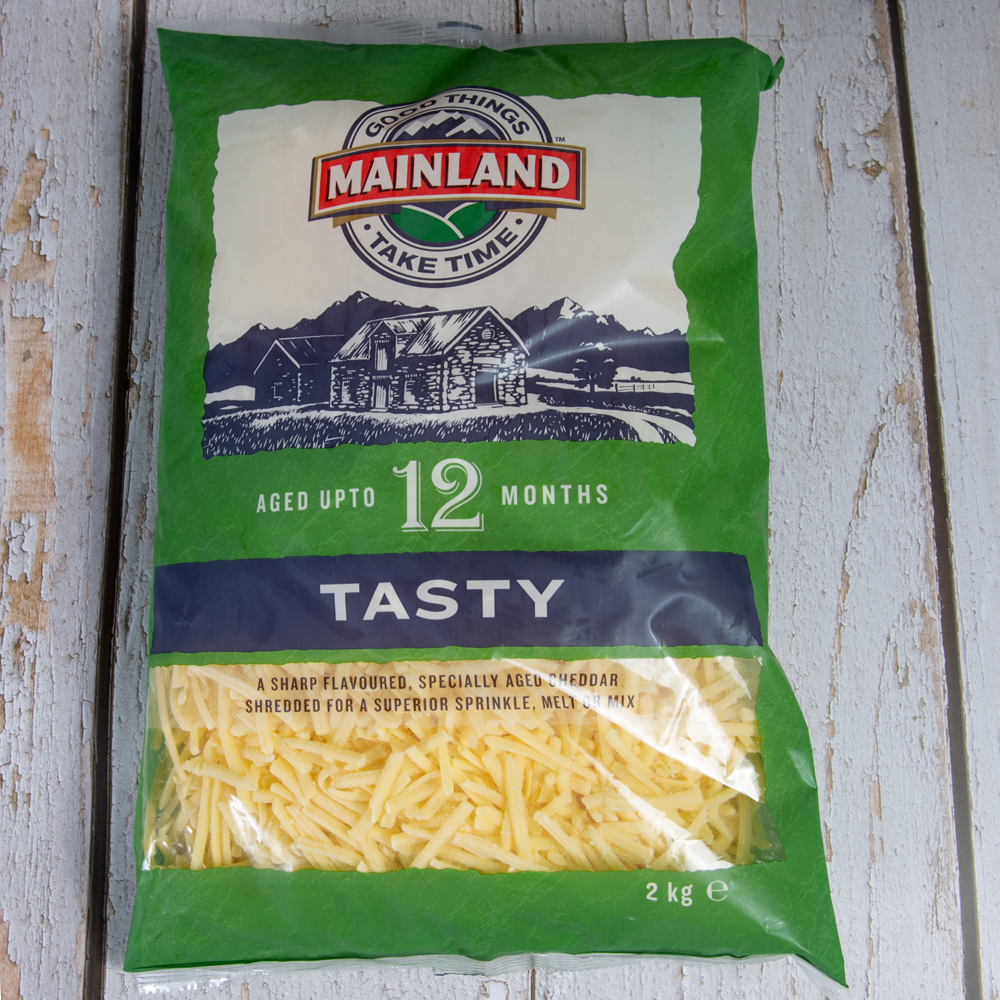 GOOD THINGS
MAINLAND
TM
• TAKE TIME •
AGED UPTO 12 MONTHS
TASTY
A SHARP FLAVOURED, SPECIALLY AGED CHEDDAR
SHREDDED FOR A SUPERIOR SPRINKLE, MELT OR MIX
2 kg ℮